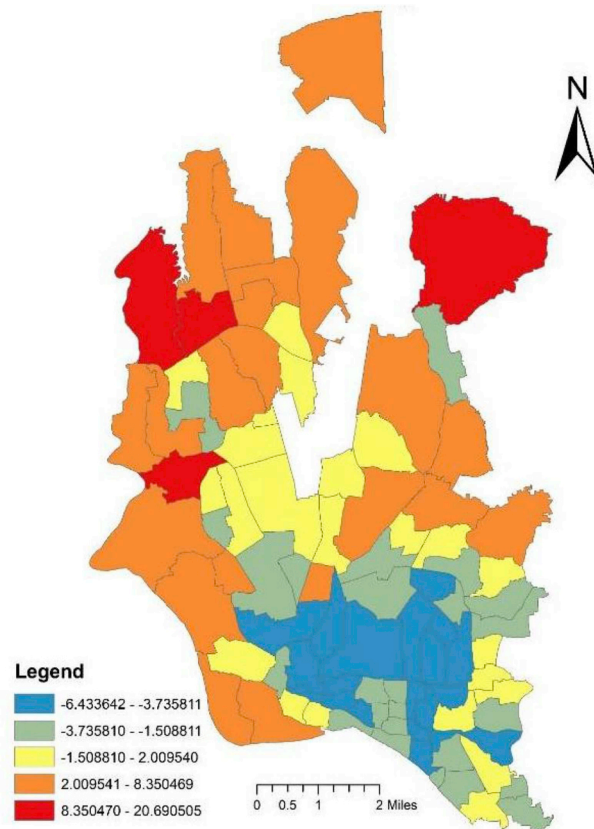 N
Legend
-6.433642 - -3.735811
-3.735810 - -1.508811
-1.508810 - 2.009540
2.009541 - 8.350469
8.350470 - 20.690505
0 0.5 1 2 Miles